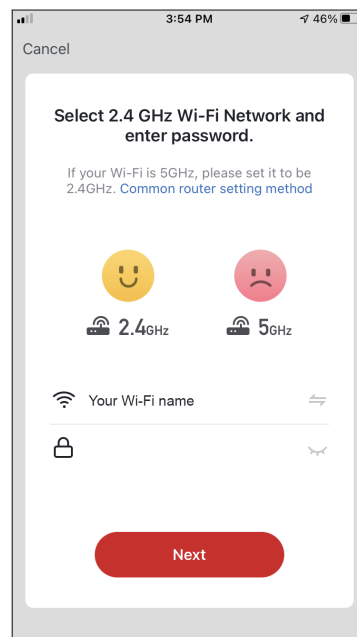 3:54 PM
46%
Cancel
Select 2.4 GHz Wi-Fi Network and
enter password.
If your Wi-Fi is 5GHz, please set it to be
2.4GHz. Common router setting method
2.4GHz
5GHz
Your Wi-Fi name
Next